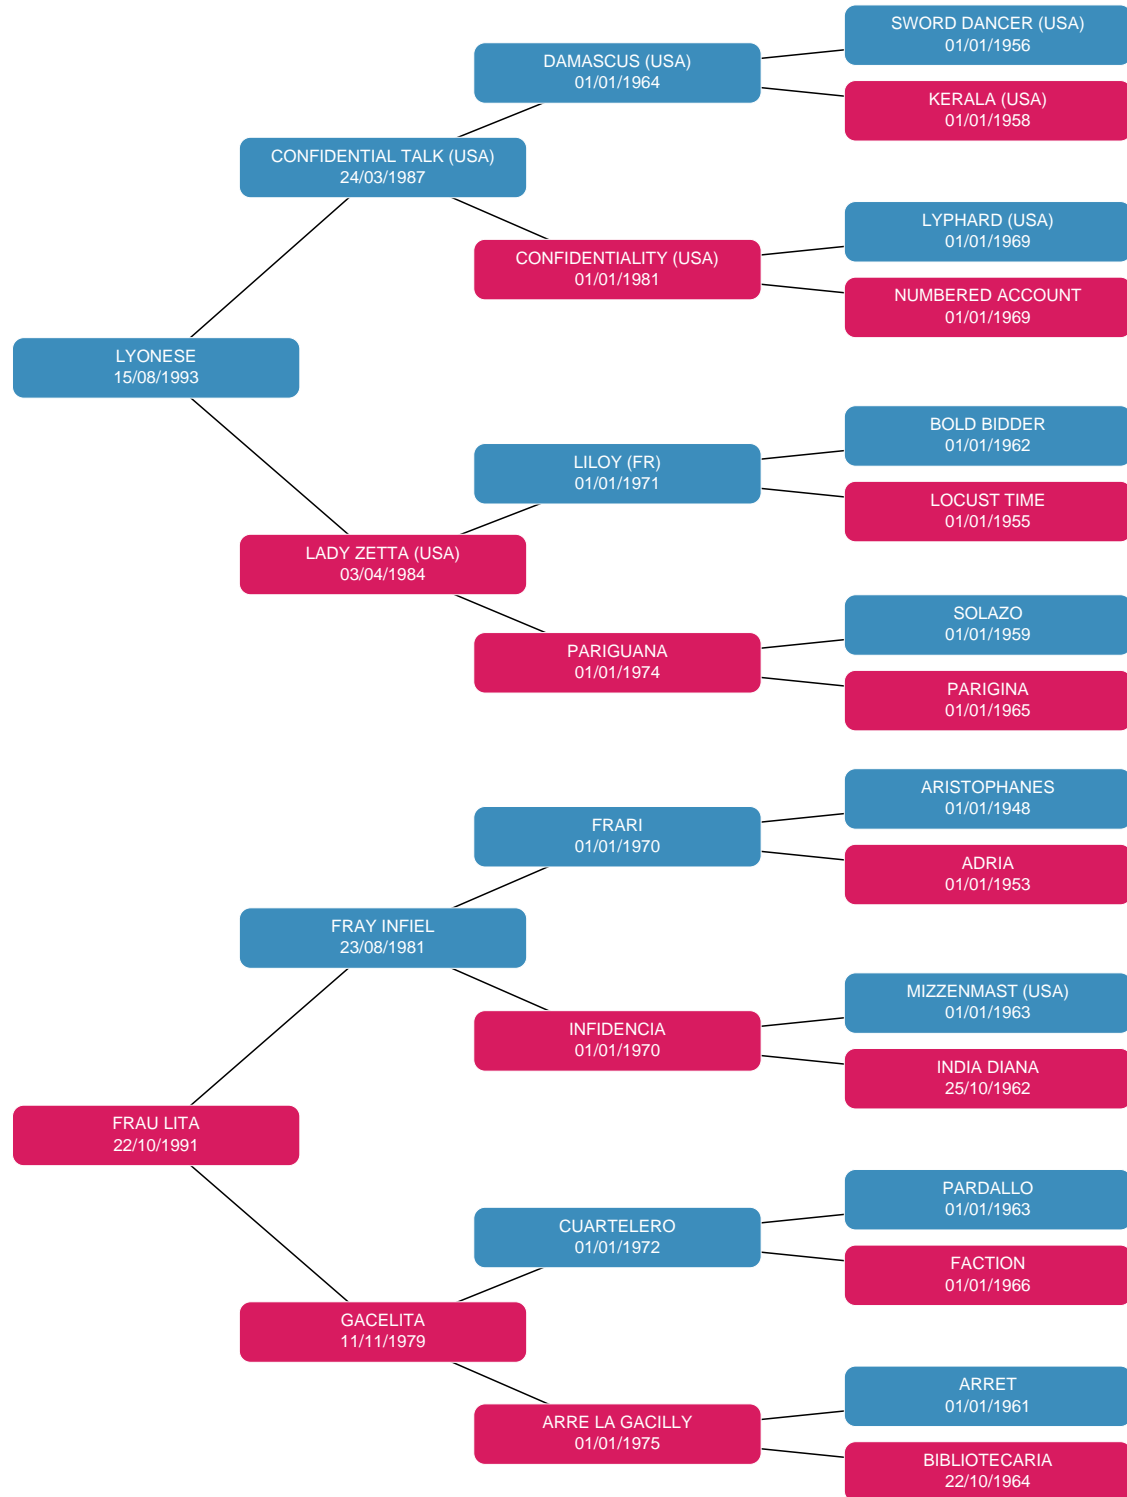 SWORD DANCER (USA)
01/01/1956
DAMASCUS (USA)
01/01/1964
KERALA (USA)
01/01/1958
CONFIDENTIAL TALK (USA)
24/03/1987
LYPHARD (USA)
01/01/1969
CONFIDENTIALITY (USA)
01/01/1981
NUMBERED ACCOUNT
01/01/1969
LYONESE
15/08/1993
BOLD BIDDER
01/01/1962
LILOY (FR)
01/01/1971
LOCUST TIME
01/01/1955
LADY ZETTA (USA)
03/04/1984
SOLAZO
01/01/1959
PARIGUANA
01/01/1974
PARIGINA
01/01/1965
ARISTOPHANES
01/01/1948
FRARI
01/01/1970
ADRIA
01/01/1953
FRAY INFIEL
23/08/1981
MIZZENMAST (USA)
01/01/1963
INFIDENCIA
01/01/1970
INDIA DIANA
25/10/1962
FRAU LITA
22/10/1991
PARDALLO
01/01/1963
CUARTELERO
01/01/1972
FACTION
01/01/1966
GACELITA
11/11/1979
ARRET
01/01/1961
ARRE LA GACILLY
01/01/1975
BIBLIOTECARIA
22/10/1964